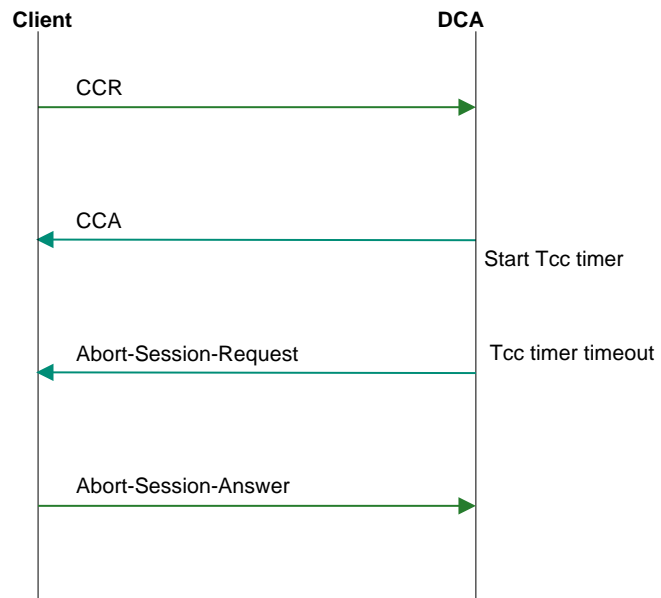 Client
DCA
CCR
CCA
Start Tcc timer
Abort-Session-Request
Tcc timer timeout
Abort-Session-Answer